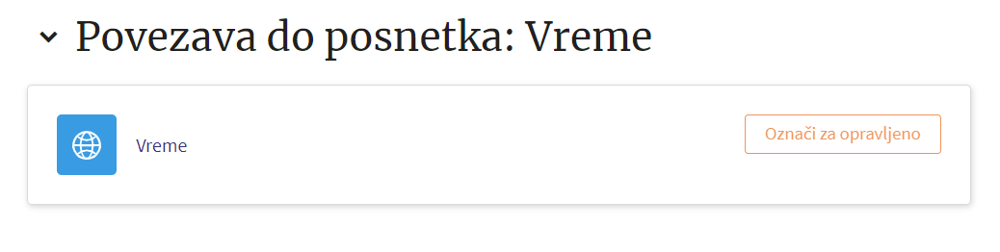 Povezava do posnetka: Vreme
Vreme
Označi za opravljeno